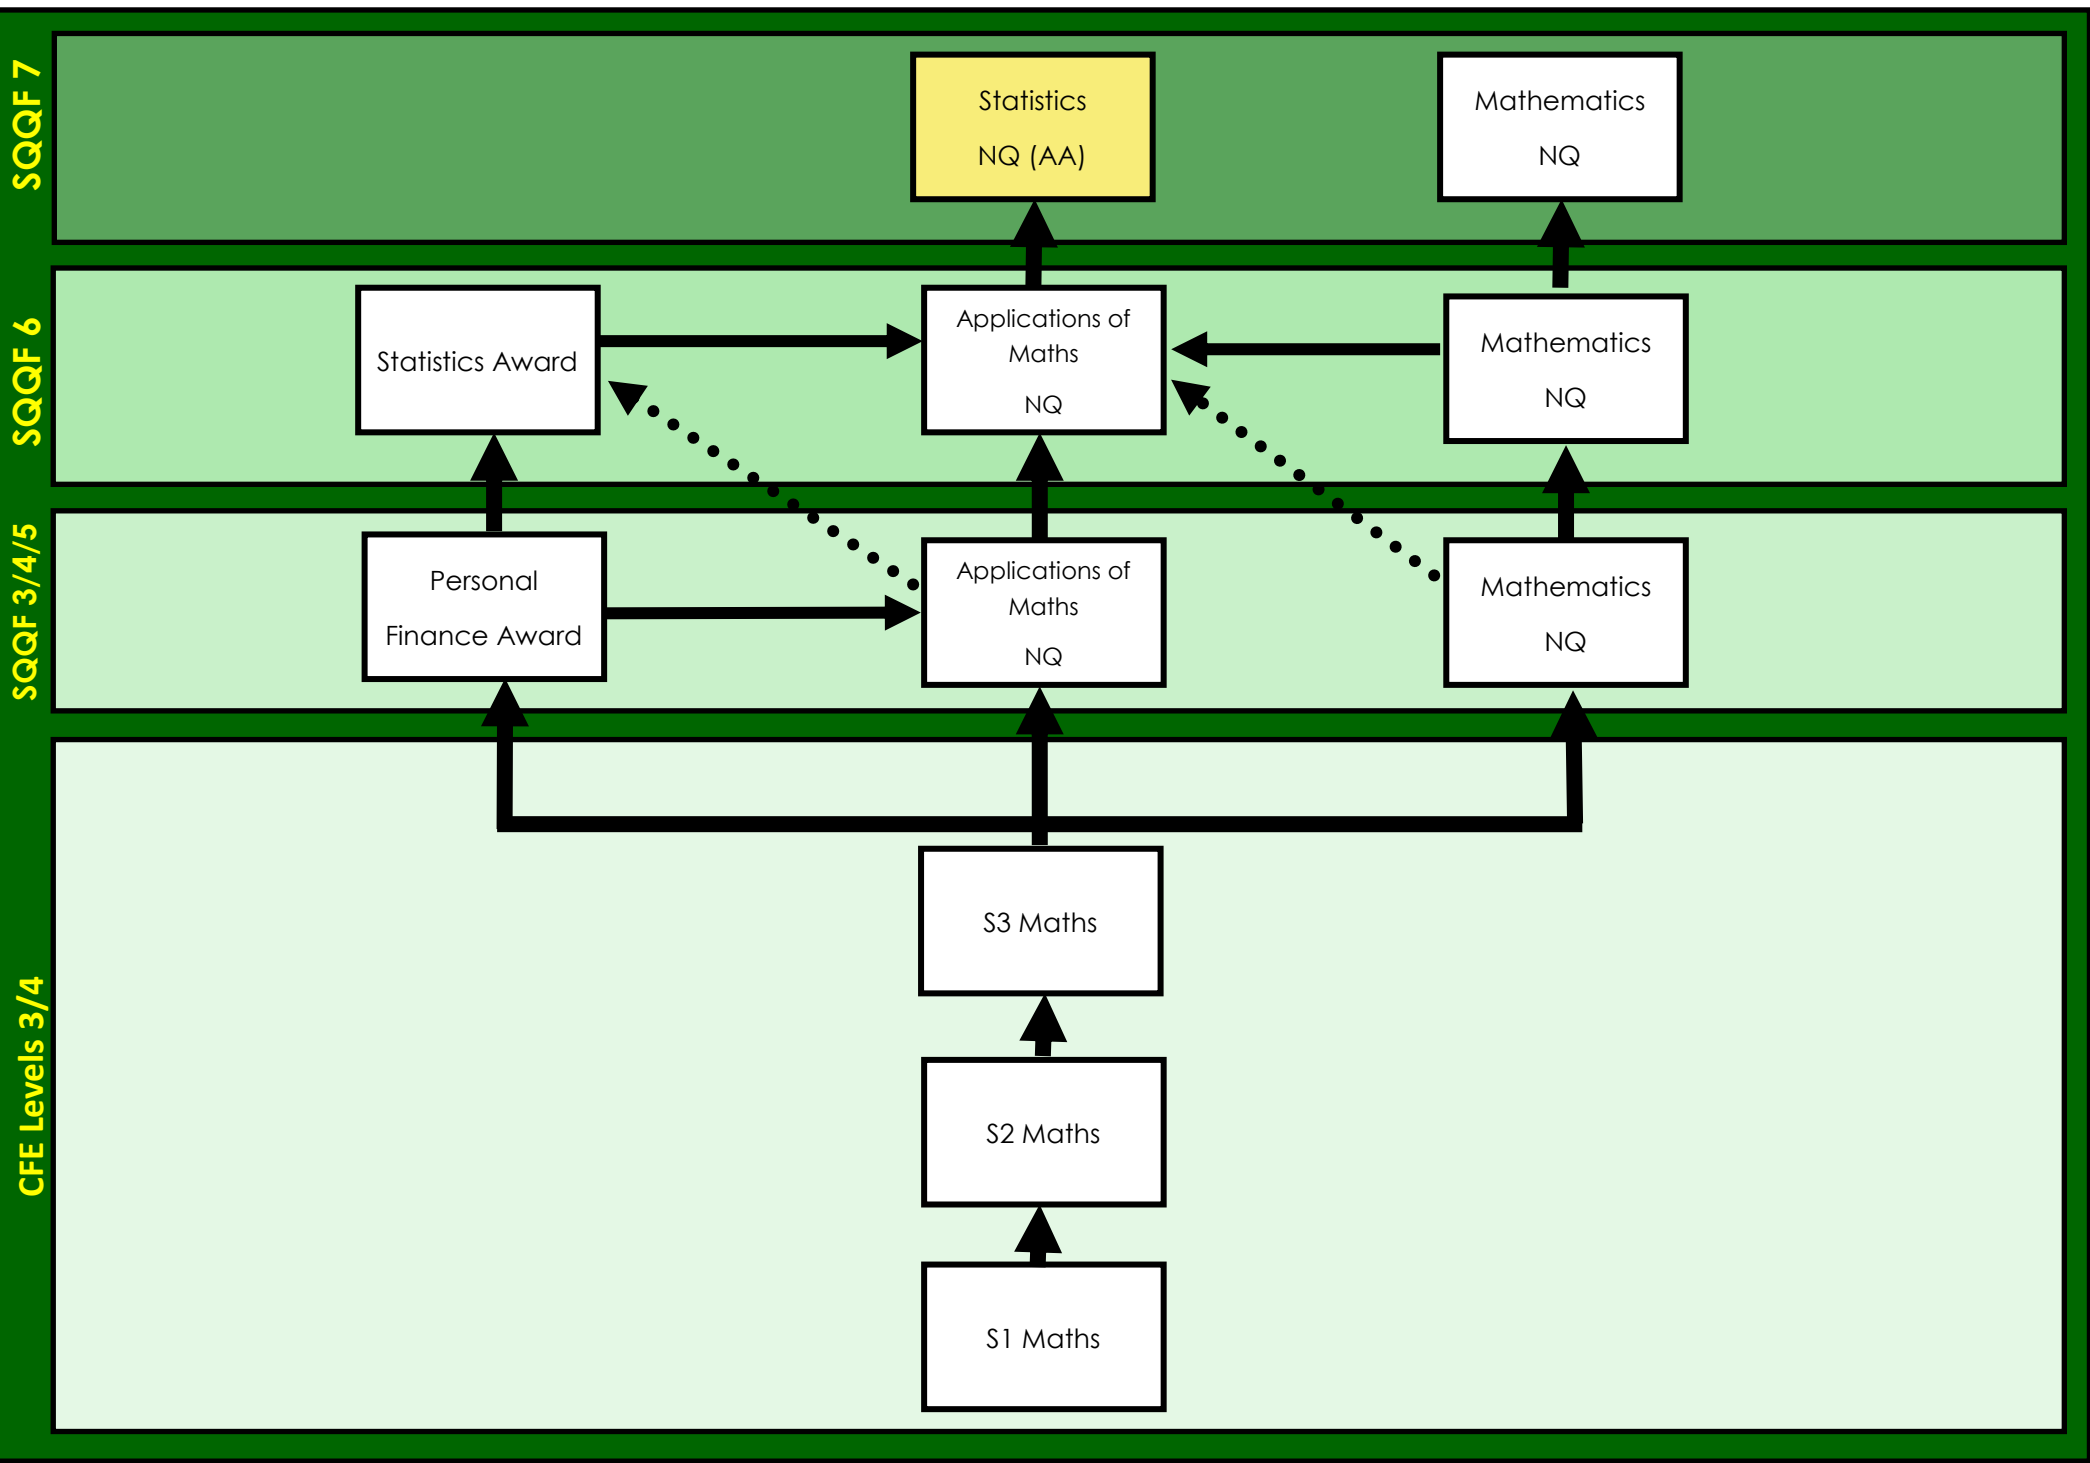 SQQF 7
Statistics
NQ (AA)
Mathematics
NQ
SQQF 6
Statistics Award
Applications of
Maths
NQ
Mathematics
NQ
SQQF 3/4/5
Personal
Finance Award
Applications of
Maths
NQ
Mathematics
NQ
CFE Levels 3/4
S3 Maths
S2 Maths
S1 Maths